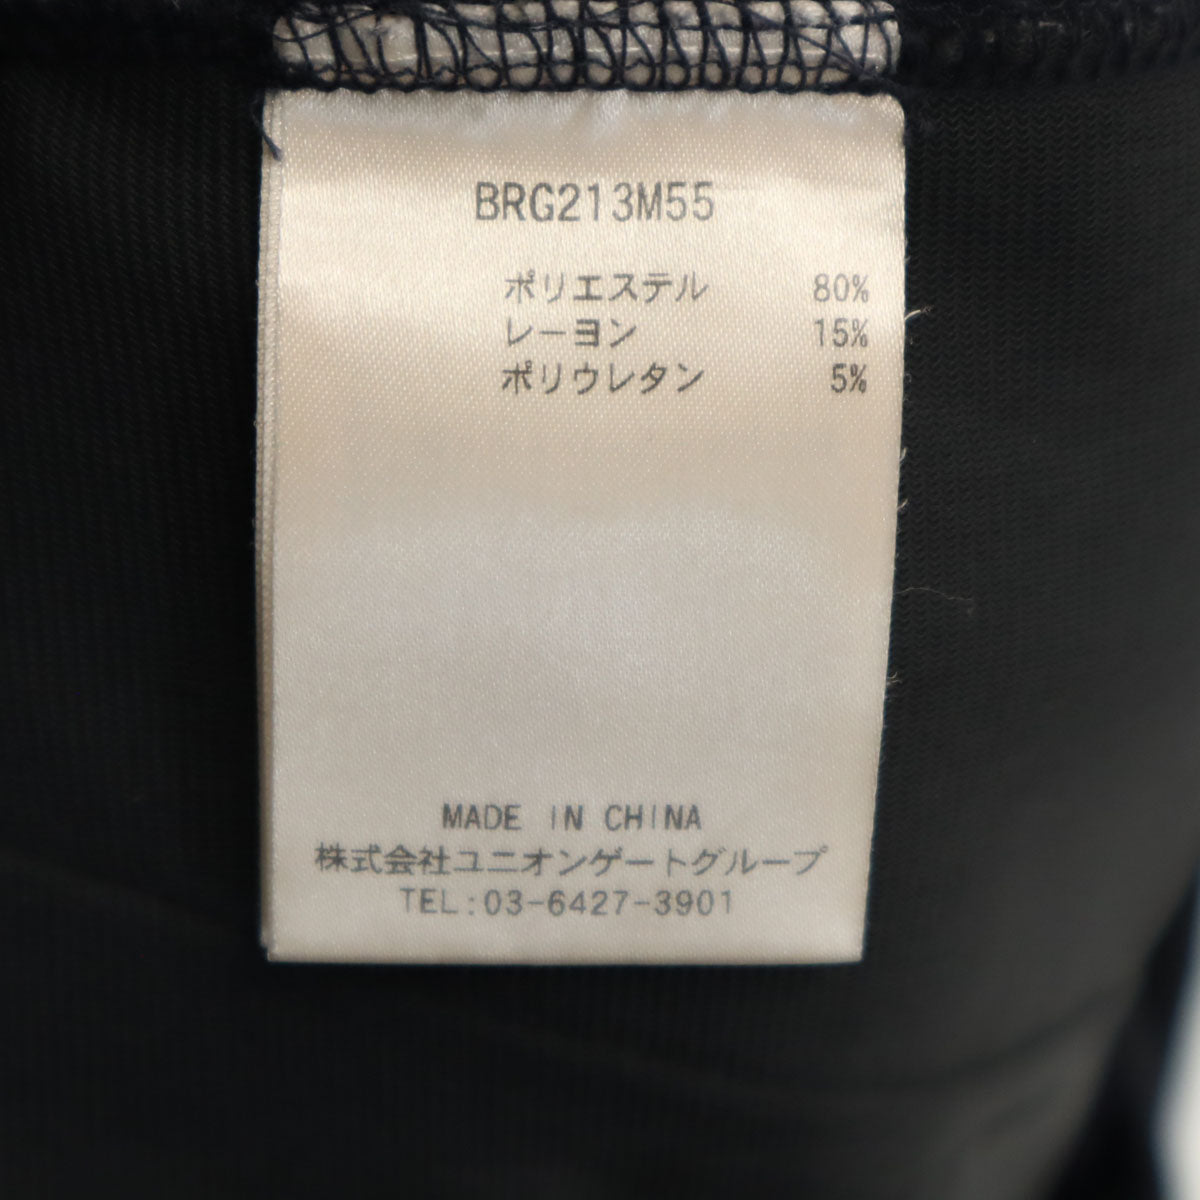 BRG213M55
ポリエステル 80%
レーヨン 15%
ポリウレタン 5%
MADE IN CHINA
株式会社ユニオンゲートグループ
TEL:03-6427-3901